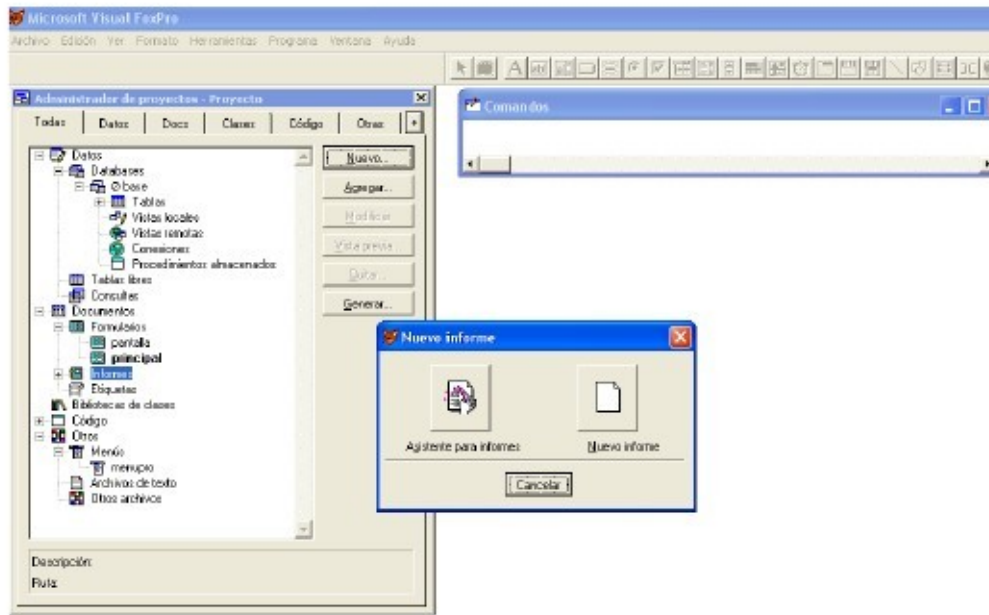 Microsoft Visual FoxPro
Archivo Edición Ver Formato Herramientas Programa Ventana Ayuda
Administrador de proyectos - Proyecto
Comandos
Todas Datos Docs Clases Código Otras
Datos
Nuevo...
Databases
base
Agregar...
Tablas
Vistas locales
Modificar
Vistas remotas
Conexiones
Vista previa
Procedimientos almacenados
Tablas libres
Quitar...
Consultas
Documentos
Generar...
Formularios
pantalla
principal
Informes
Etiquetas
Bibliotecas de clases
Código
Otros
Menús
menupro
Archivos de texto
Otros archivos
Nuevo informe
Asistente para informes Nuevo informe
Cancelar
Descripción:
Ruta: